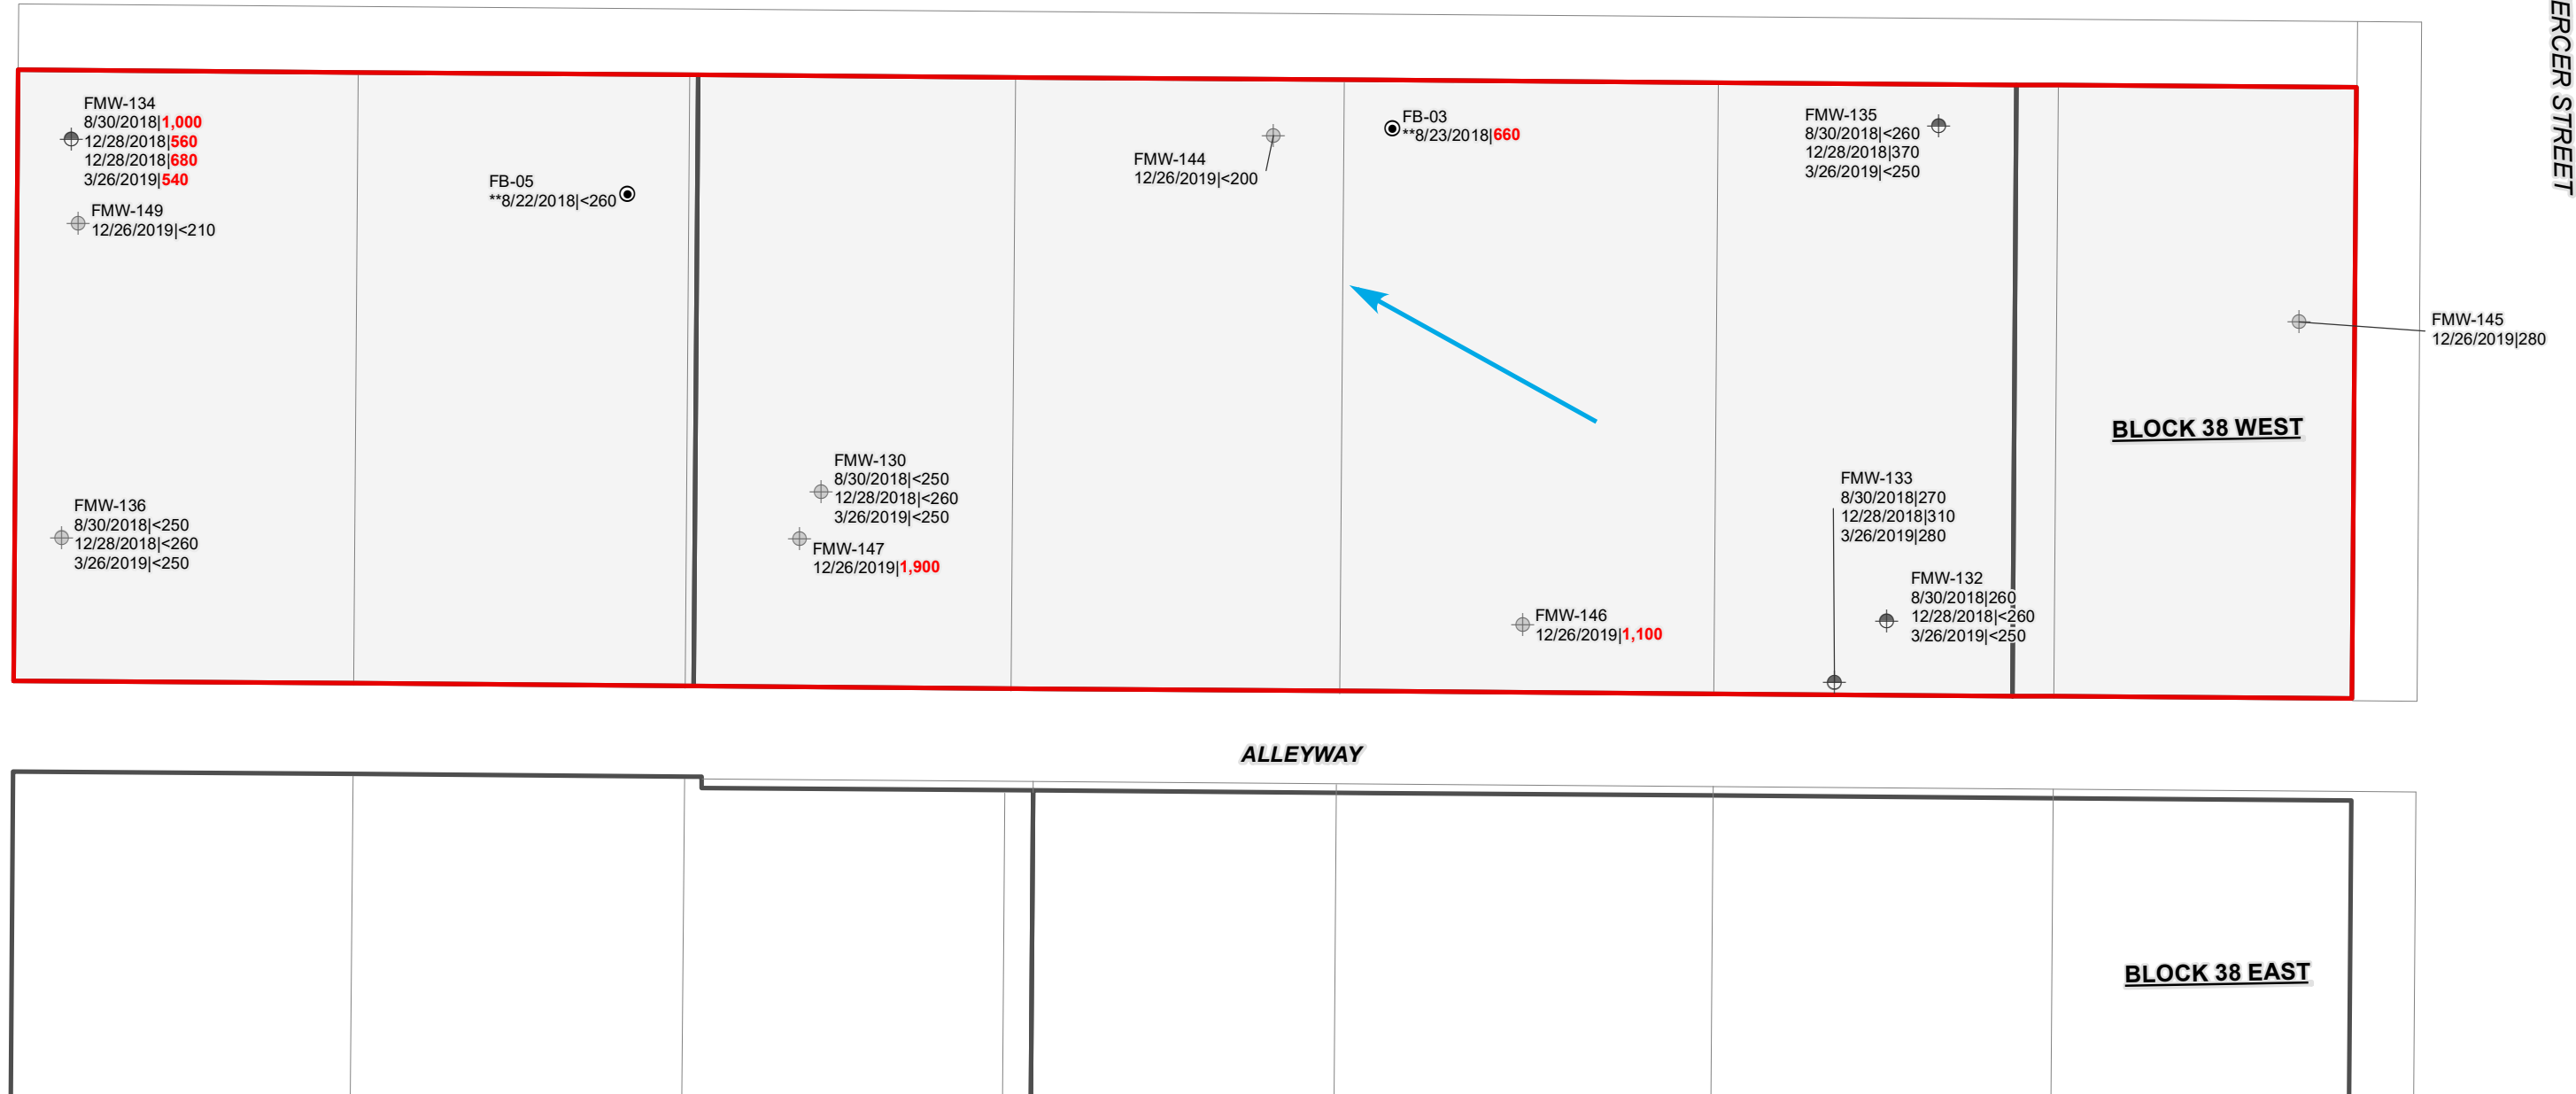 ERCER STREET
FMW-134
8/30/2018|1,000
12/28/2018|560
12/28/2018|680
3/26/2019|540
FMW-149
12/26/2019|<210
FB-05
**8/22/2018|<260
FMW-144
12/26/2019|<200
FB-03
**8/23/2018|660
FMW-135
8/30/2018|<260
12/28/2018|370
3/26/2019|<250
FMW-145
12/26/2019|280
BLOCK 38 WEST
FMW-136
8/30/2018|<250
12/28/2018|<260
3/26/2019|<250
FMW-130
8/30/2018|<250
12/28/2018|<260
3/26/2019|<250
FMW-147
12/26/2019|1,900
FMW-146
12/26/2019|1,100
FMW-133
8/30/2018|270
12/28/2018|310
3/26/2019|280
FMW-132
8/30/2018|260
12/28/2018|<260
3/26/2019|<250
ALLEYWAY
BLOCK 38 EAST